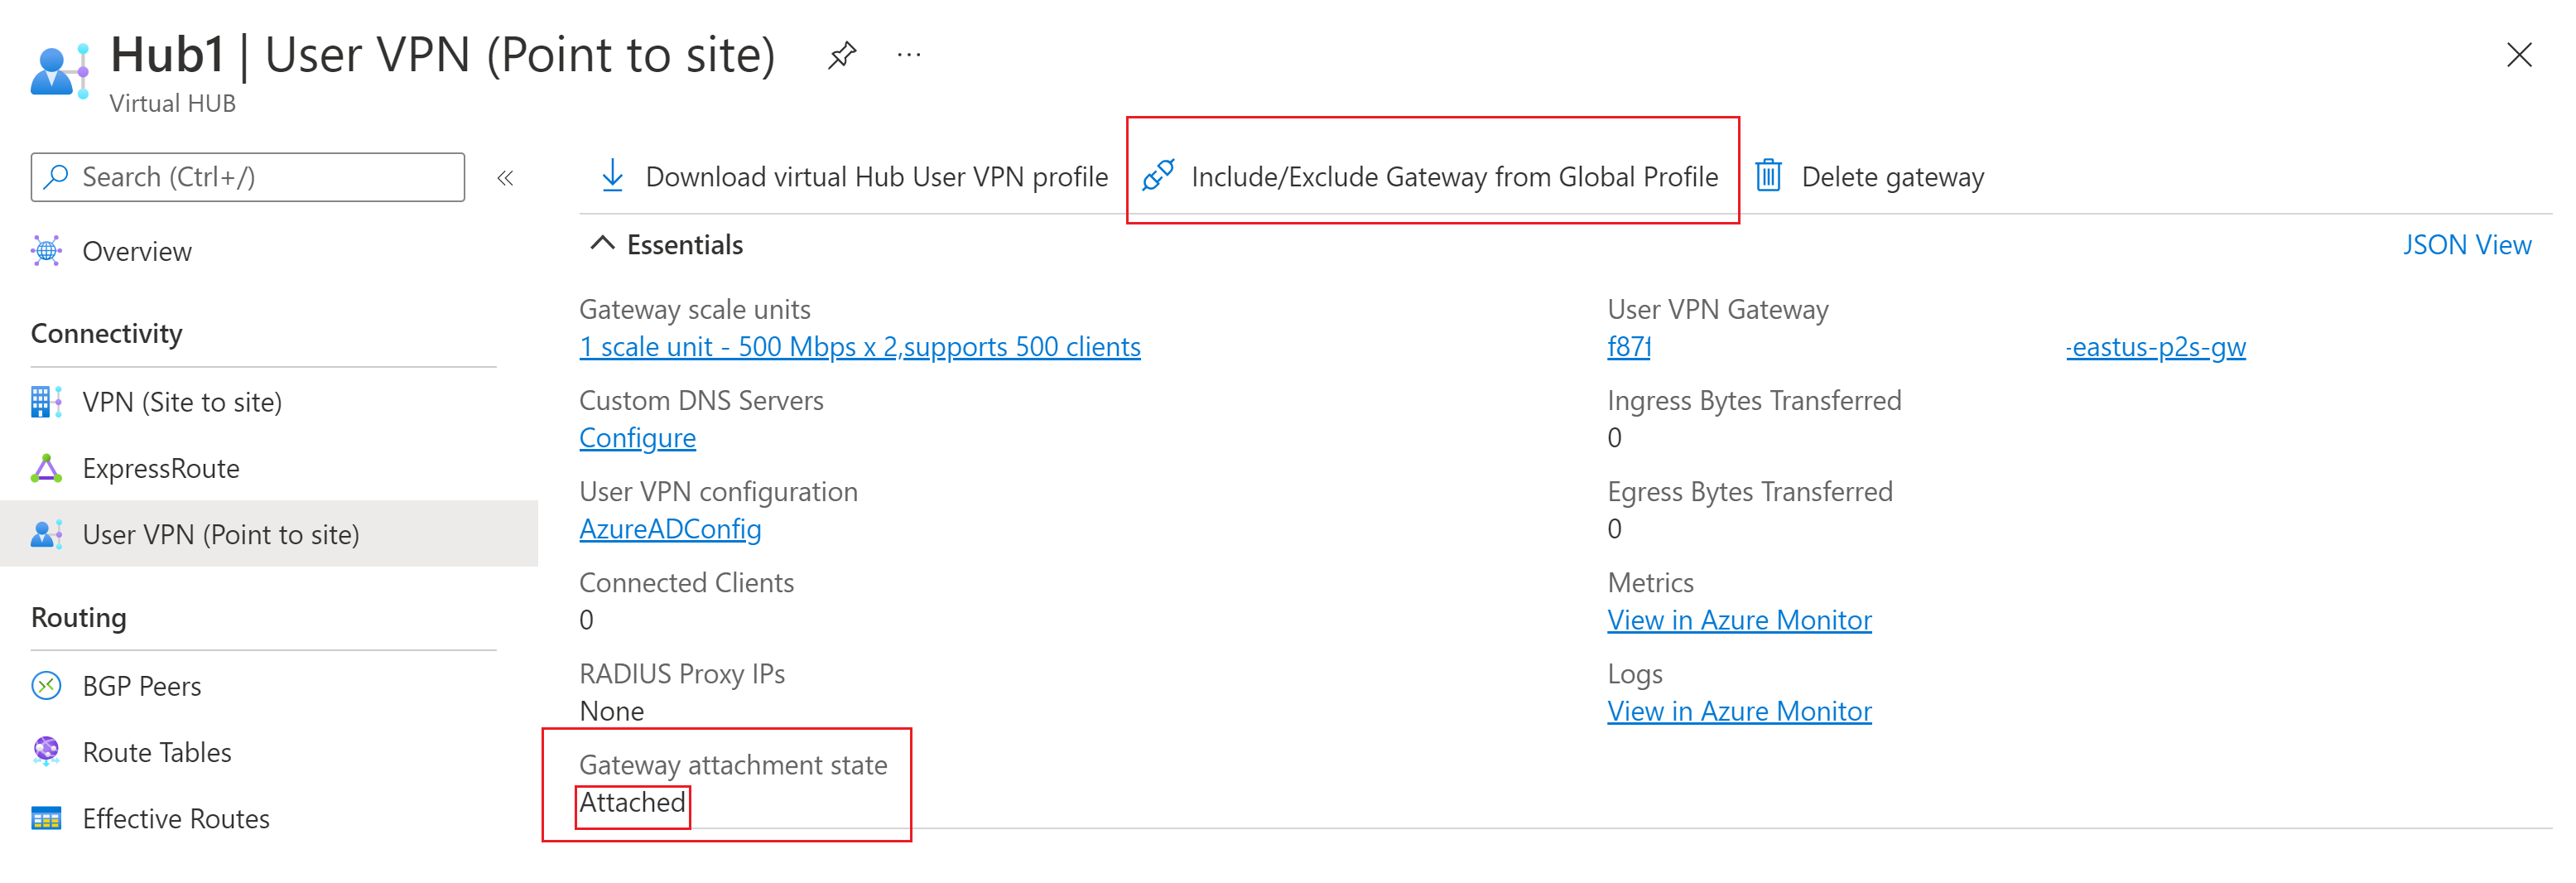 Hub1 | User VPN (Point to site)
Virtual HUB
Search (Ctrl+/)
Overview
Connectivity
VPN (Site to site)
ExpressRoute
User VPN (Point to site)
Routing
BGP Peers
Route Tables
Effective Routes
Download virtual Hub User VPN profile
Include/Exclude Gateway from Global Profile
Delete gateway
Essentials
JSON View
Gateway scale units
1 scale unit - 500 Mbps x 2,supports 500 clients
Custom DNS Servers
Configure
User VPN configuration
AzureADConfig
Connected Clients
0
RADIUS Proxy IPs
None
Gateway attachment state
Attached
User VPN Gateway
f87f -eastus-p2s-gw
Ingress Bytes Transferred
0
Egress Bytes Transferred
0
Metrics
View in Azure Monitor
Logs
View in Azure Monitor